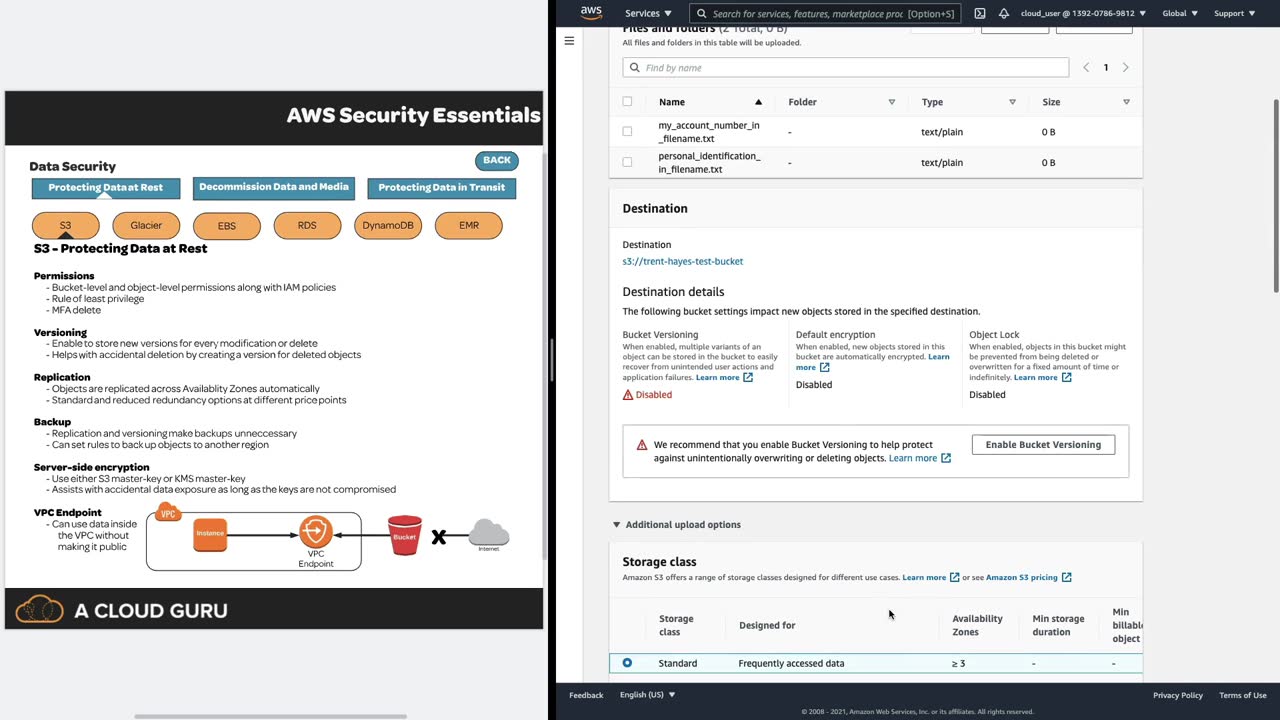 AWS Security Essentials
Data Security
BACK
Protecting Data at Rest
Decommission Data and Media
Protecting Data in Transit
S3
Glacier
EBS
RDS
DynamoDB
EMR
S3 - Protecting Data at Rest
Permissions
- Bucket-level and object-level permissions along with IAM policies
- Rule of least privilege
- MFA delete
Versioning
- Enable to store new versions for every modification or delete
- Helps with accidental deletion by creating a version for deleted objects
Replication
- Objects are replicated across Availablity Zones automatically
- Standard and reduced redundancy options at different price points
Backup
- Replication and versioning make backups unneccessary
- Can set rules to back up objects to another region
Server-side encryption
- Use either S3 master-key or KMS master-key
- Assists with accidental data exposure as long as the keys are not compromised
VPC Endpoint
- Can use data inside
the VPC without
making it public
VPC
Instance
VPC
Endpoint
Bucket
X
Internet
A CLOUD GURU
aws
Services
Search for services, features, marketplace proc
[Option+S]
cloud_user @ 1392-0786-9812
Global
Support
Files and folders (2 Total, 0 B)
All files and folders in this table will be uploaded.
Find by name
1
Name
Folder
Type
Size
my_account_number_in
_filename.txt
-
text/plain
0 B
personal_identification_
in_filename.txt
-
text/plain
0 B
Destination
Destination
s3://trent-hayes-test-bucket
Destination details
The following bucket settings impact new objects stored in the specified destination.
Bucket Versioning
When enabled, multiple variants of an
object can be stored in the bucket to easily
recover from unintended user actions and
application failures. Learn more
Disabled
Default encryption
When enabled, new objects stored in this
bucket are automatically encrypted. Learn
more
Disabled
Object Lock
When enabled, objects in this bucket might
be prevented from being deleted or
overwritten for a fixed amount of time or
indefinitely. Learn more
Disabled
We recommend that you enable Bucket Versioning to help protect
against unintentionally overwriting or deleting objects. Learn more
Enable Bucket Versioning
Additional upload options
Storage class
Amazon S3 offers a range of storage classes designed for different use cases. Learn more or see Amazon S3 pricing
Storage
class
Designed for
Availability
Zones
Min storage
duration
Min
billable
object
Standard
Frequently accessed data
≥ 3
-
-
Feedback
English (US)
Privacy Policy
Terms of Use
© 2008 - 2021, Amazon Web Services, Inc. or its affiliates. All rights reserved.